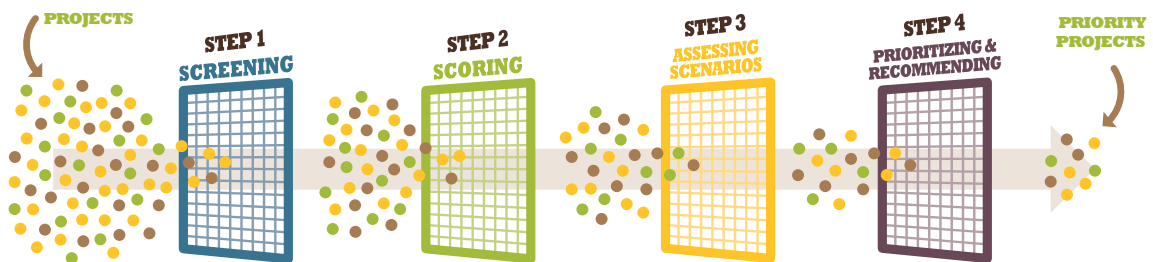 PROJECTS
STEP 1
SCREENING
STEP 2
SCORING
STEP 3
ASSESSING
SCENARIOS
STEP 4
PRIORITIZING &
RECOMMENDING
PRIORITY
PROJECTS